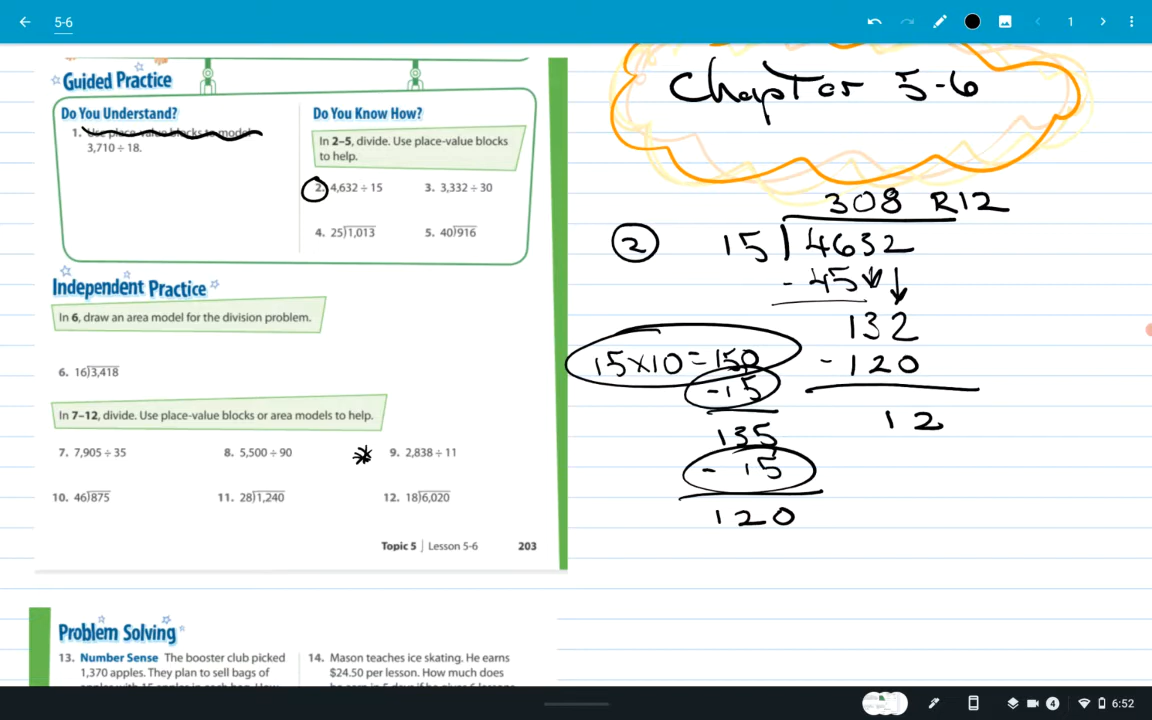 5-6
1
Guided Practice
Do You Understand?
1. Use place-value blocks to model
3,710 ÷ 18.
Do You Know How?
In 2–5, divide. Use place-value blocks
to help.
2. 4,632 ÷ 15
3. 3,332 ÷ 30
4. 25)1,013
5. 40)916
Independent Practice
In 6, draw an area model for the division problem.
6. 16)3,418
In 7–12, divide. Use place-value blocks or area models to help.
7. 7,905 ÷ 35
8. 5,500 ÷ 90
9. 2,838 ÷ 11
10. 46)875
11. 28)1,240
12. 18)6,020
Topic 5 | Lesson 5-6 203
Problem Solving
13. Number Sense The booster club picked
1,370 apples. They plan to sell bags of
14. Mason teaches ice skating. He earns
$24.50 per lesson. How much does
Chapter 5-6
308 R12
2 15)4632
- 45
132
- 120
12
15×10=150
-15
135
- 15
120
4 6:52